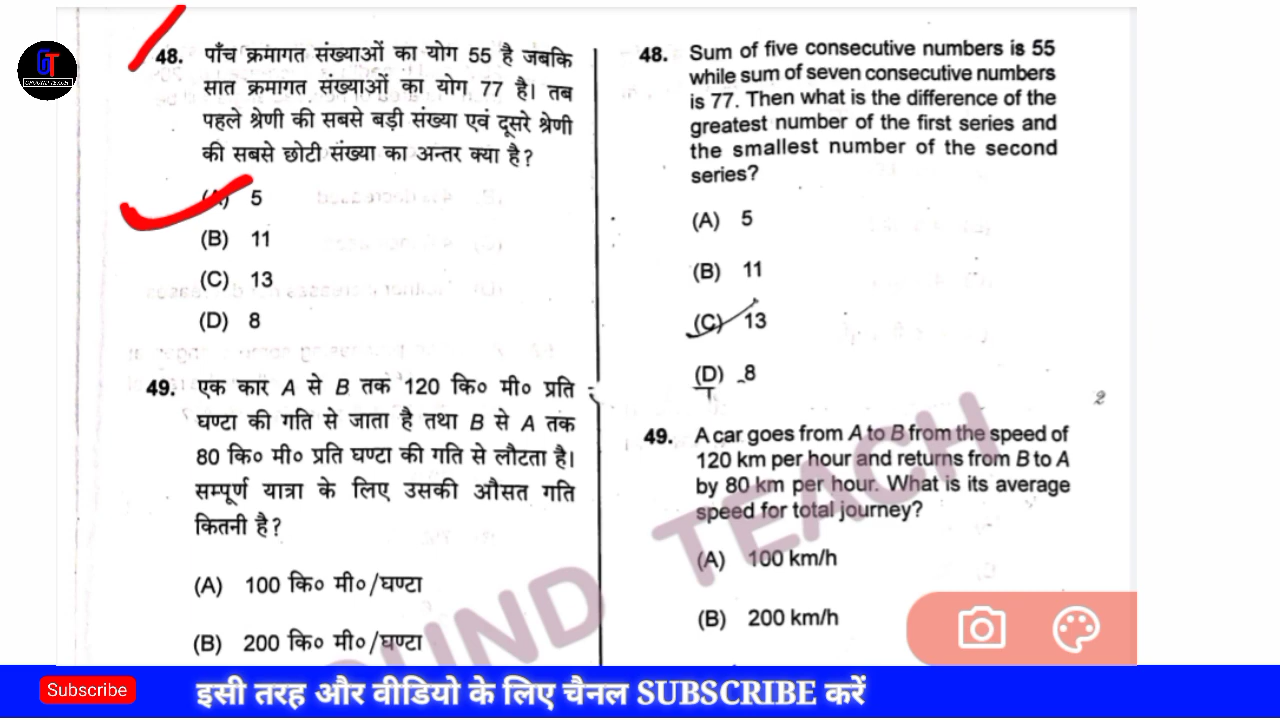 GT
48. पाँच क्रमागत संख्याओं का योग 55 है जबकि
सात क्रमागत संख्याओं का योग 77 है। तब
पहले श्रेणी की सबसे बड़ी संख्या एवं दूसरे श्रेणी
की सबसे छोटी संख्या का अन्तर क्या है?
(A) 5
(B) 11
(C) 13
(D) 8
49. एक कार A से B तक 120 कि० मी० प्रति
घण्टा की गति से जाता है तथा B से A तक
80 कि० मी० प्रति घण्टा की गति से लौटता है।
सम्पूर्ण यात्रा के लिए उसकी औसत गति
कितनी है?
(A) 100 कि० मी०/घण्टा
(B) 200 कि० मी०/घण्टा
48. Sum of five consecutive numbers is 55
while sum of seven consecutive numbers
is 77. Then what is the difference of the
greatest number of the first series and
the smallest number of the second
series?
(A) 5
(B) 11
(C) 13
(D) 8
2
49. A car goes from A to B from the speed of
120 km per hour and returns from B to A
by 80 km per hour. What is its average
speed for total journey?
(A) 100 km/h
(B) 200 km/h
OUND TEACH
Subscribe
इसी तरह और वीडियो के लिए चैनल SUBSCRIBE करें